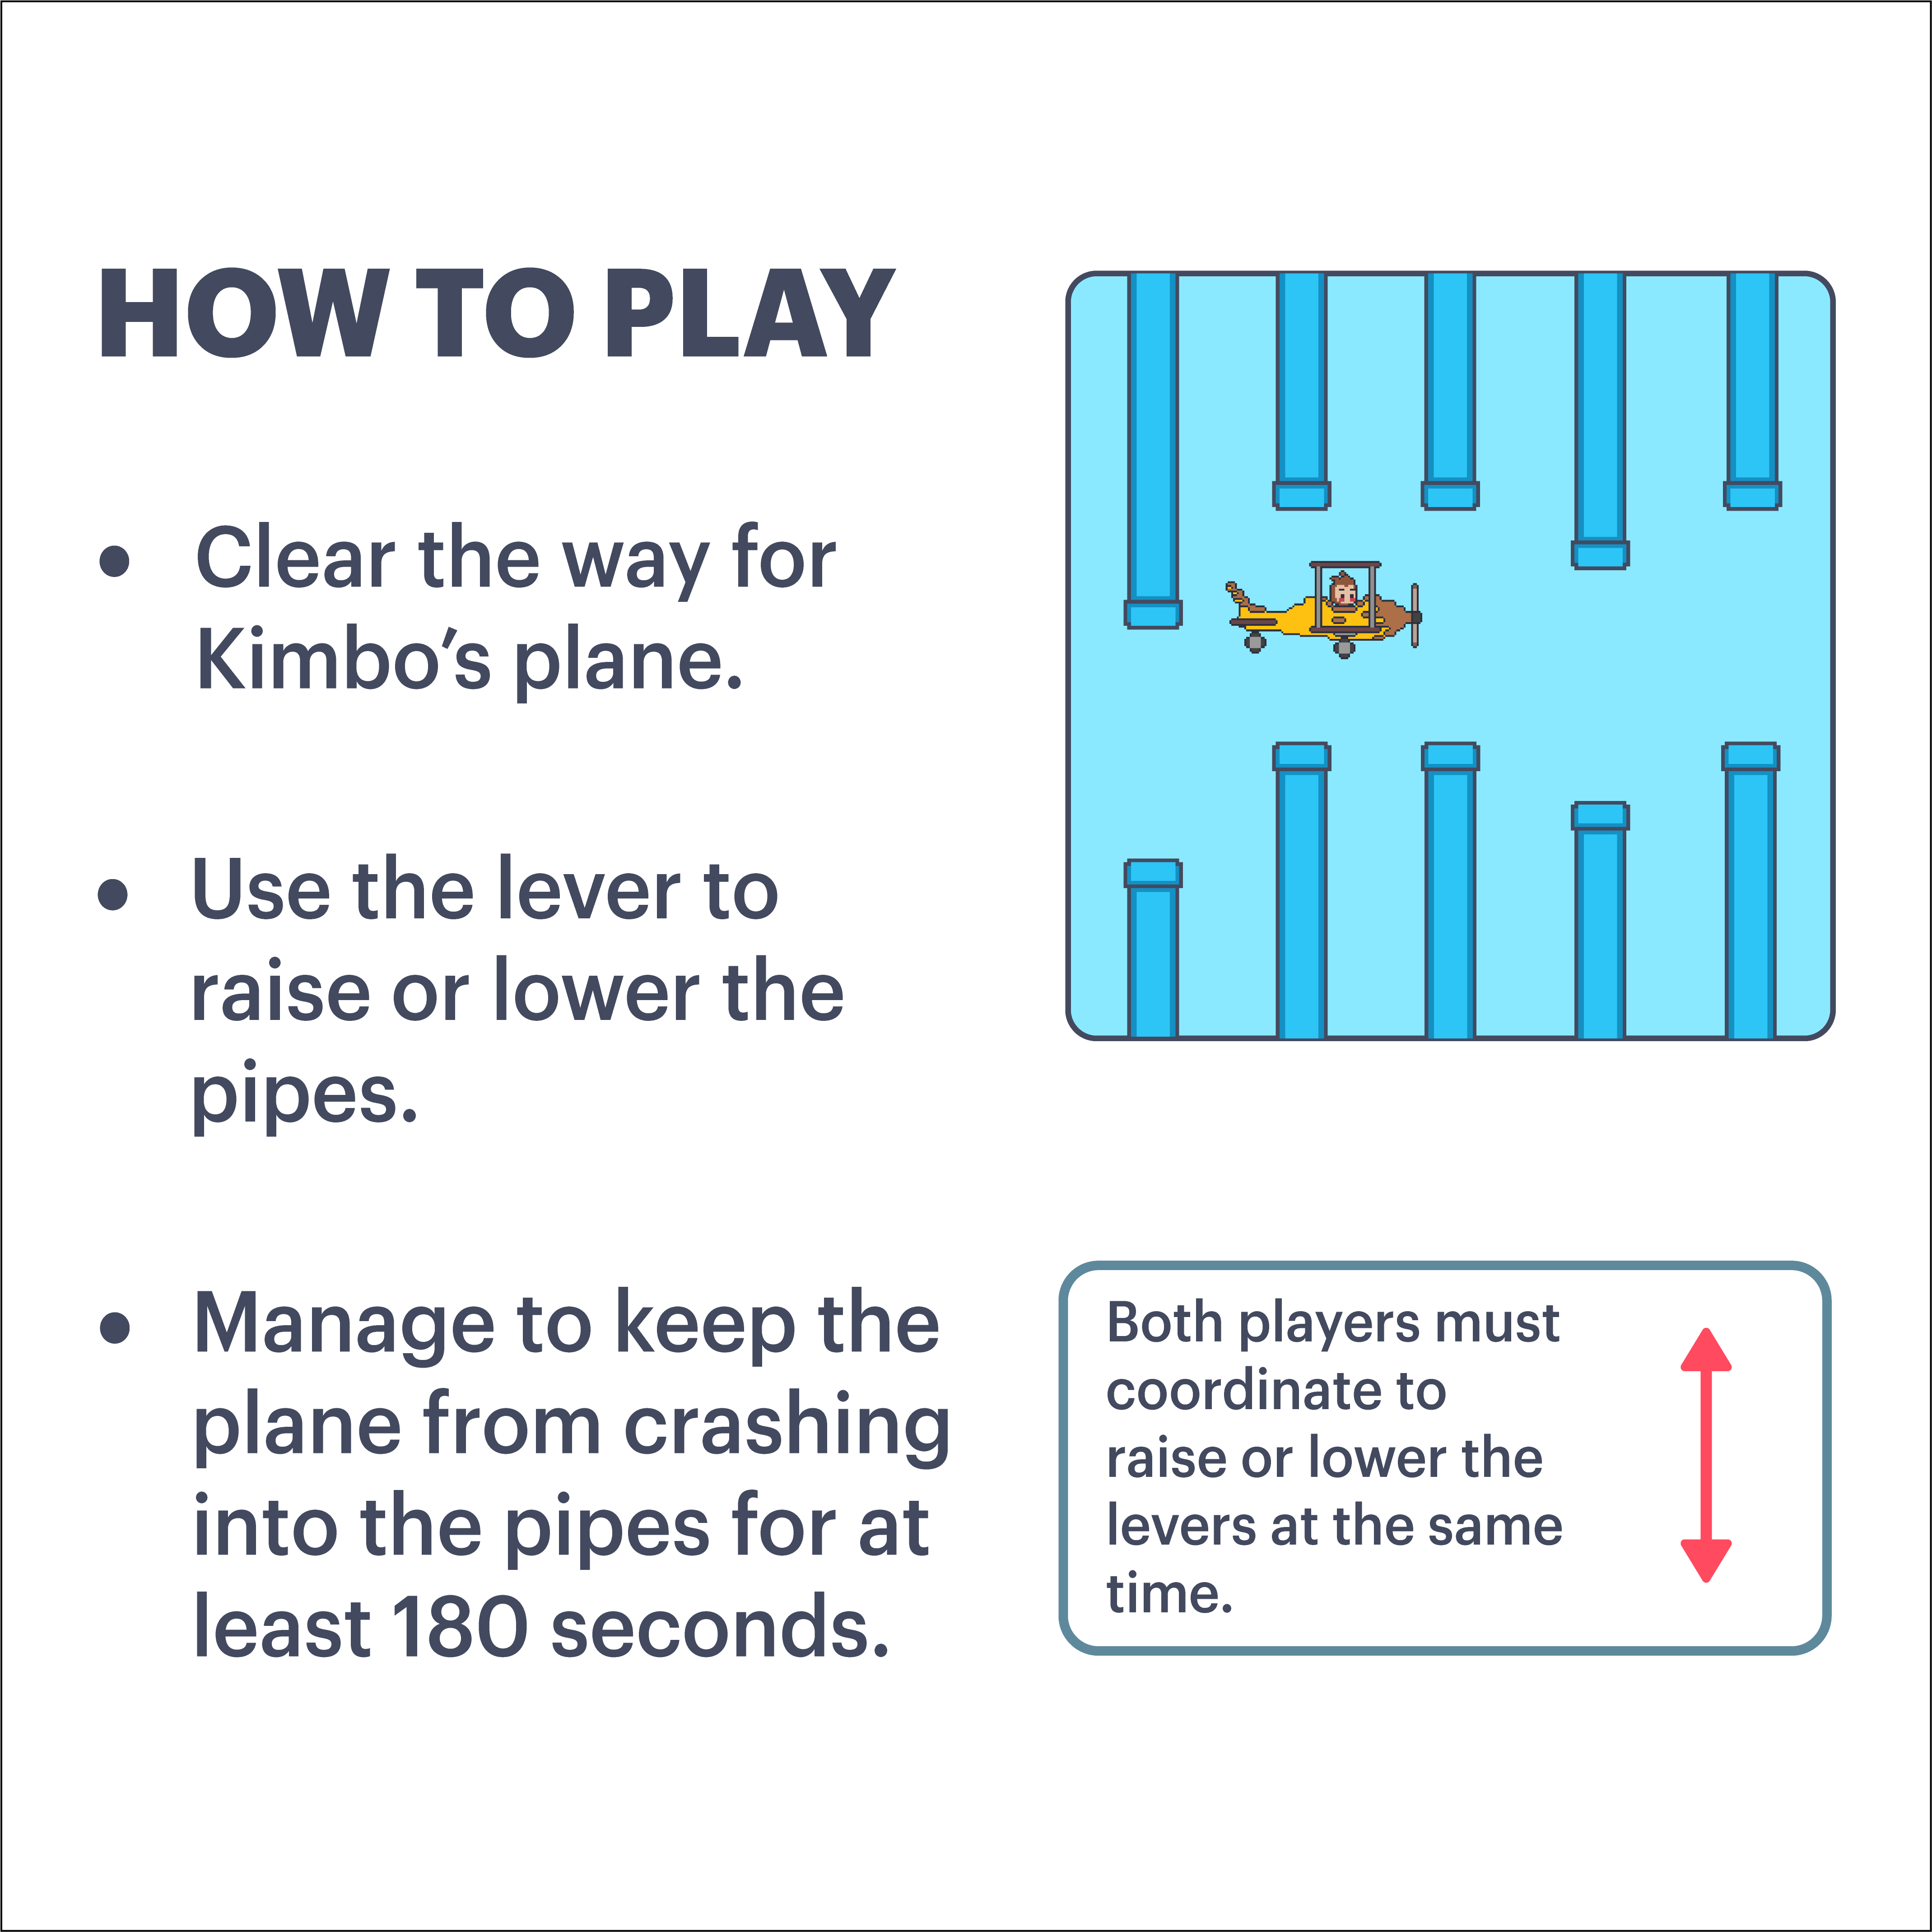 HOW TO PLAY
• Clear the way for
Kimbo's plane.
• Use the lever to
raise or lower the
pipes.
• Manage to keep the
plane from crashing
into the pipes for at
least 180 seconds.
Both players must
coordinate to
raise or lower the
levers at the same
time.